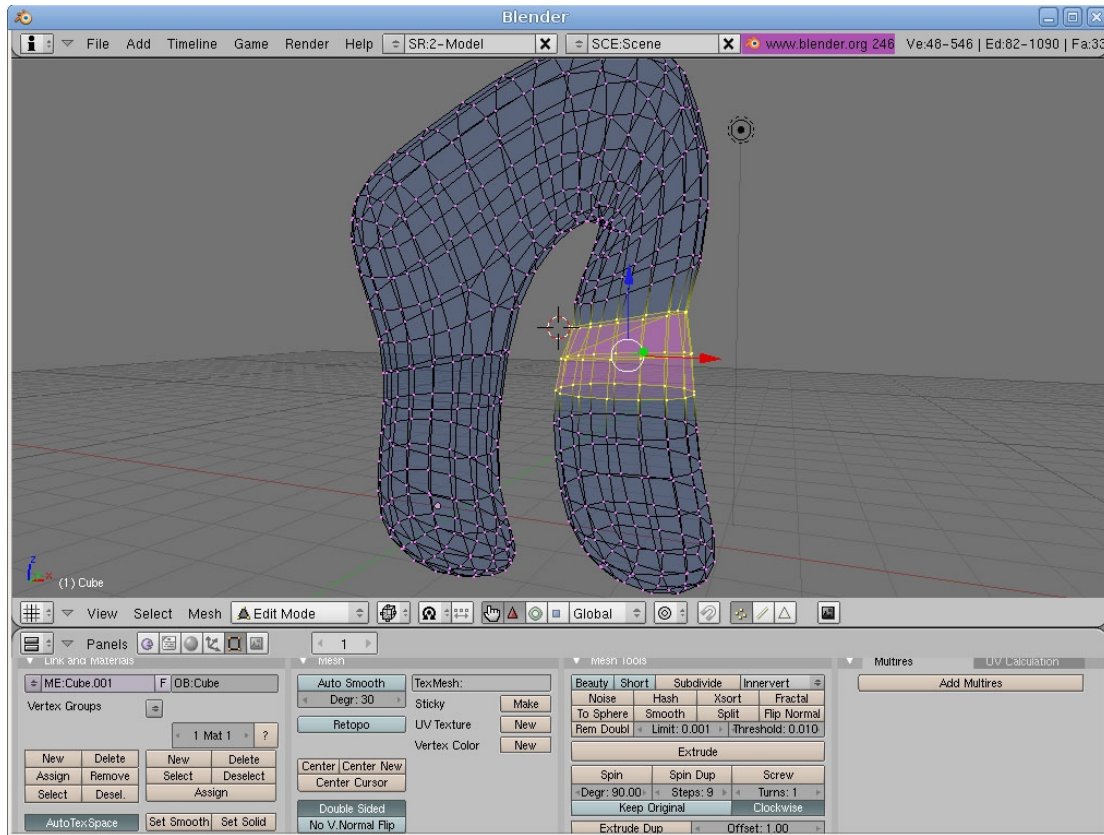 Blender
File Add Timeline Game Render Help SR:2-Model SCE:Scene www.blender.org 246 Ve:48-546 | Ed:82-1090 | Fa:33
z
x
(1) Cube
View Select Mesh Edit Mode Global
Panels 1
Link and Materials Mesh Mesh Tools Multires UV Calculation
ME:Cube.001 F OB:Cube
Vertex Groups
1 Mat 1 ?
New Delete New Delete
Assign Remove Select Deselect
Select Desel. Assign
AutoTexSpace Set Smooth Set Solid
Auto Smooth TexMesh:
Degr: 30 Sticky Make
Retopo UV Texture New
Vertex Color New
Center Center New
Center Cursor
Double Sided
No V.Normal Flip
Beauty Short Subdivide Innervert
Noise Hash Xsort Fractal
To Sphere Smooth Split Flip Normal
Rem Doubl Limit: 0.001 Threshold: 0.010
Extrude
Spin Spin Dup Screw
Degr: 90.00 Steps: 9 Turns: 1
Keep Original Clockwise
Extrude Dup Offset: 1.00
Add Multires